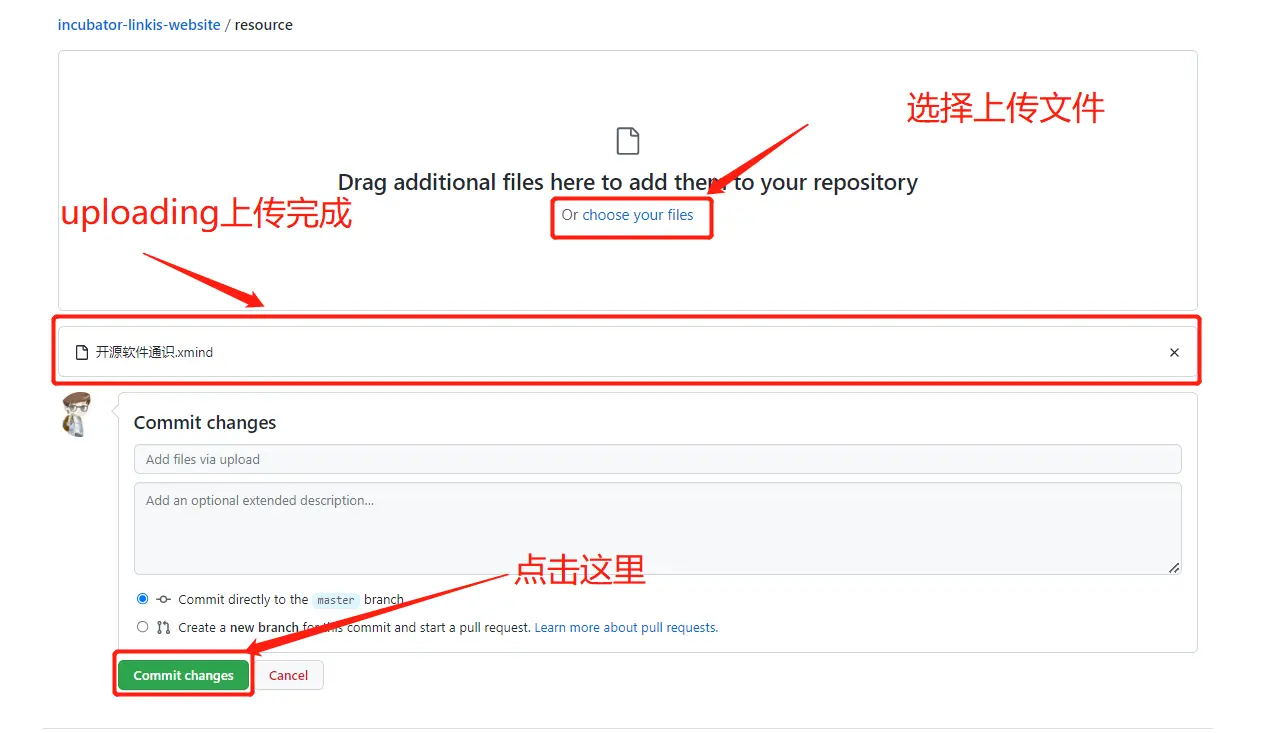 incubator-linkis-website / resource
选择上传文件
Drag additional files here to add them to your repository
uploading上传完成
Or choose your files
开源软件通识.xmind
Commit changes
Add files via upload
Add an optional extended description...
点击这里
Commit directly to the master branch
Create a new branch for this commit and start a pull request. Learn more about pull requests.
Commit changes
Cancel